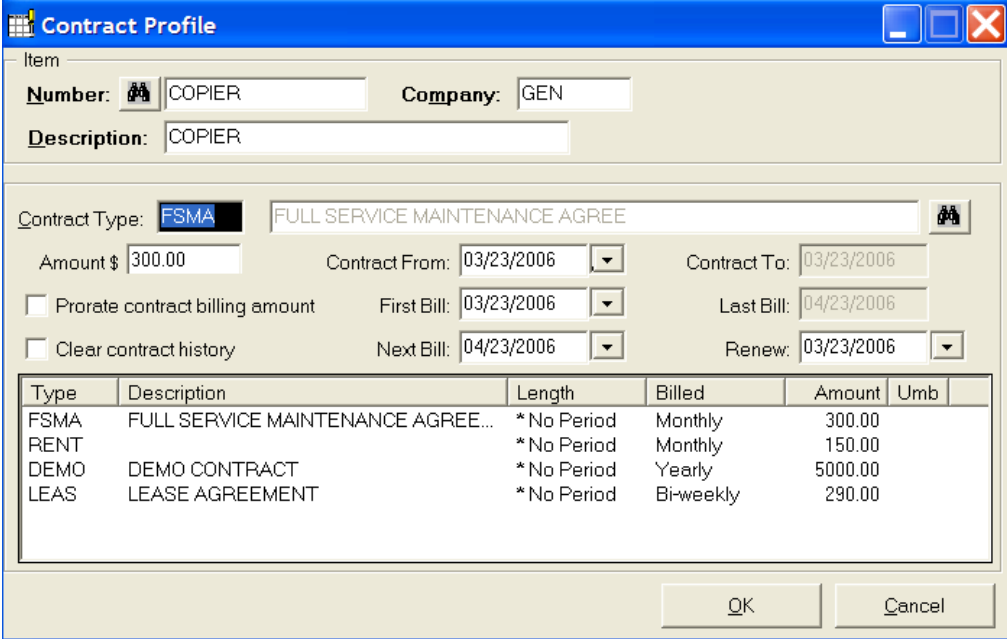 Contract Profile
Item
Number: COPIER Company: GEN
Description: COPIER
Contract Type: FSMA FULL SERVICE MAINTENANCE AGREE
Amount $ 300.00 Contract From: 03/23/2006 Contract To: 03/23/2006
Prorate contract billing amount First Bill: 03/23/2006 Last Bill: 04/23/2006
Clear contract history Next Bill: 04/23/2006 Renew: 03/23/2006
Type Description Length Billed Amount Umb
FSMA FULL SERVICE MAINTENANCE AGREE... * No Period Monthly 300.00
RENT * No Period Monthly 150.00
DEMO DEMO CONTRACT * No Period Yearly 5000.00
LEAS LEASE AGREEMENT * No Period Bi-weekly 290.00
OK Cancel